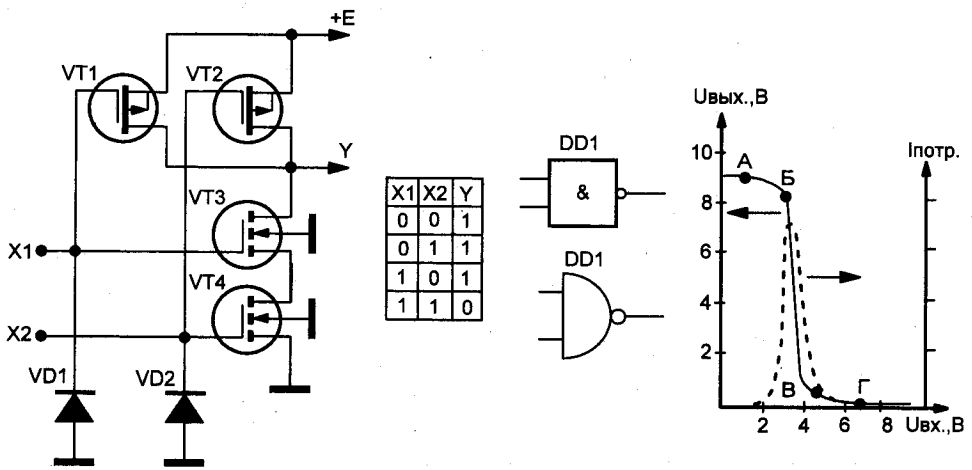 +E
VT1
VT2
Y
VT3
X1
VT4
X2
VD1
VD2
X1 X2 Y
0 0 1
0 1 1
1 0 1
1 1 0
DD1
&
DD1
Uвых.,В
Iпотр.
10
8
6
4
2
А
Б
В
Г
2 4 6 8 Uвх.,В